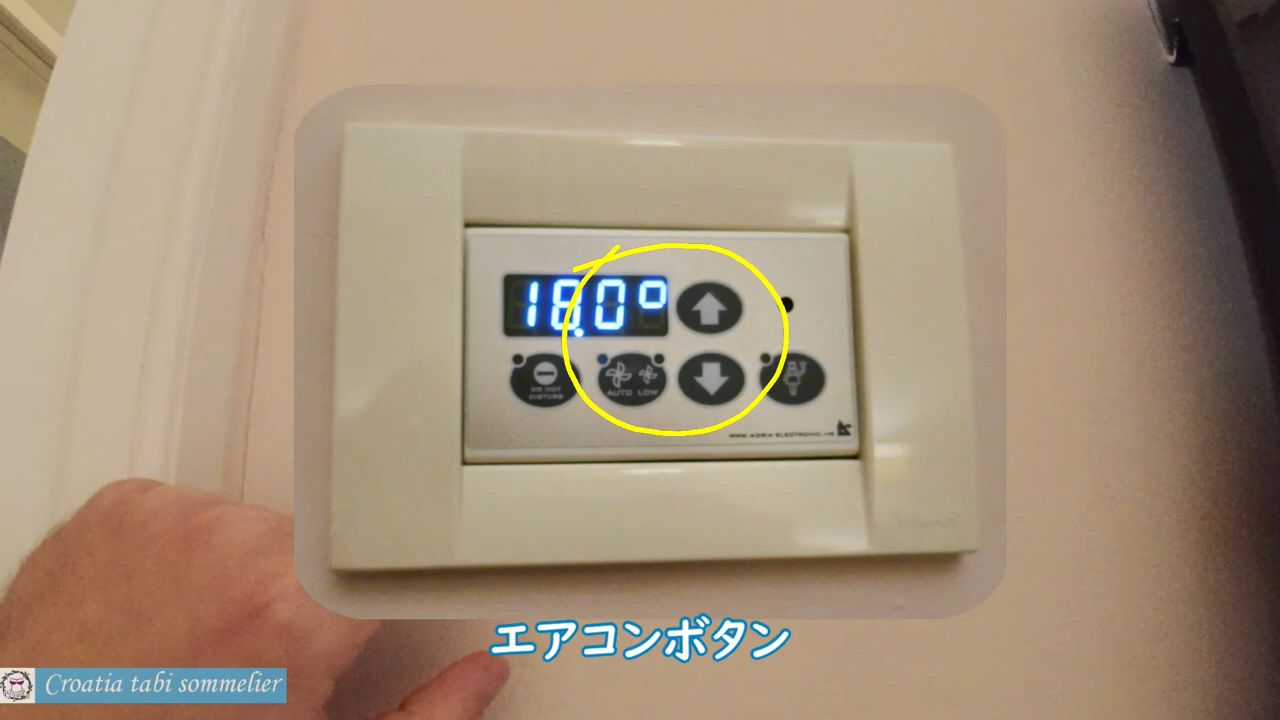 18.0°
DO NOT
DISTURB
AUTO LOW
WWW.ADRIA-ELECTRONIC.HR
エアコンボタン
Croatia tabi sommelier